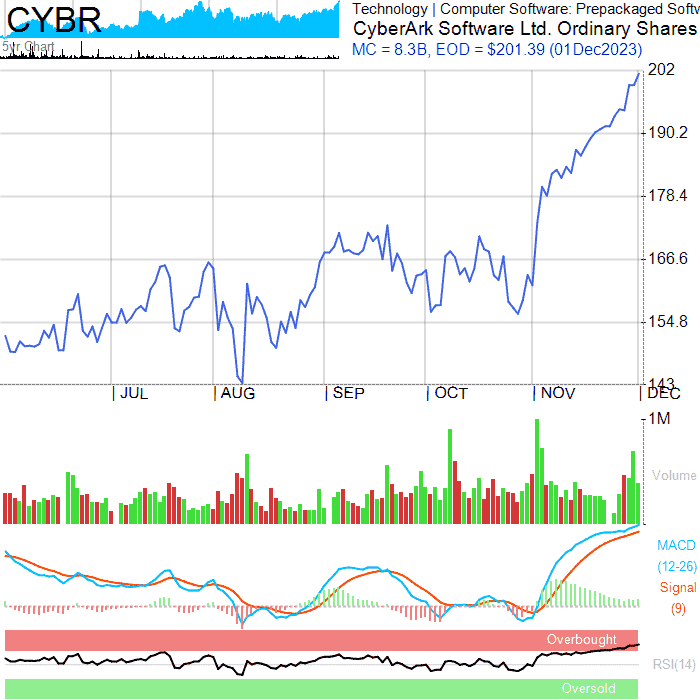 CYBR
5yr Chart
Technology | Computer Software: Prepackaged Softw
CyberArk Software Ltd. Ordinary Shares
MC = 8.3B, EOD = $201.39 (01Dec2023)
202
190.2
178.4
166.6
154.8
143
JUL AUG SEP OCT NOV DEC
1M
Volume
MACD
(12-26)
Signal
(9)
Overbought
RSI(14)
Oversold